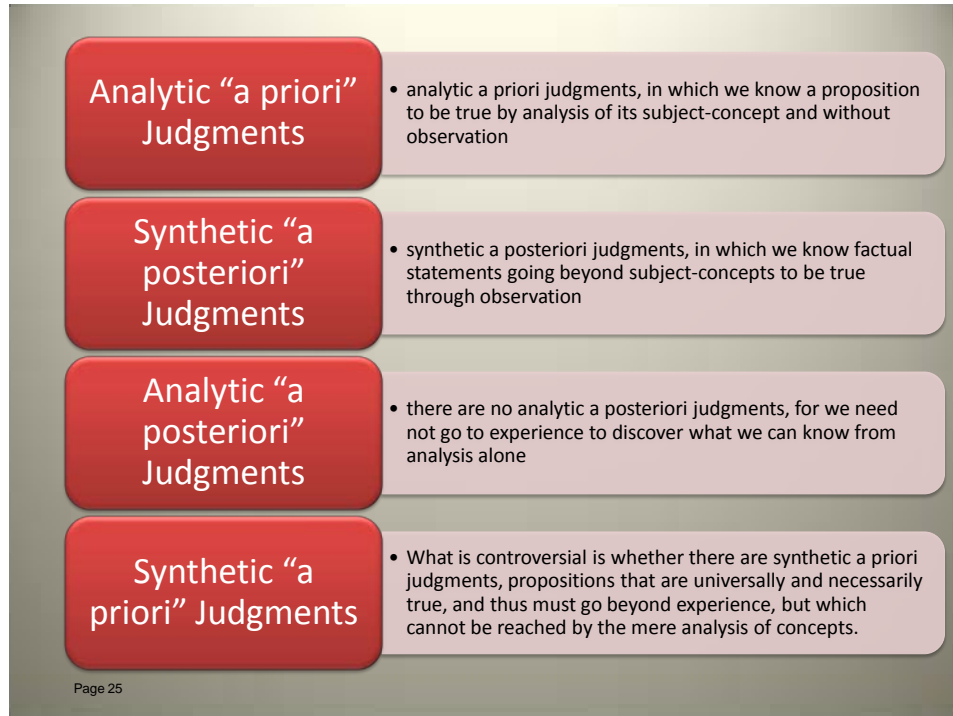 Analytic “a priori”
Judgments
• analytic a priori judgments, in which we know a proposition
to be true by analysis of its subject-concept and without
observation
Synthetic “a
posteriori”
Judgments
• synthetic a posteriori judgments, in which we know factual
statements going beyond subject-concepts to be true
through observation
Analytic “a
posteriori”
Judgments
• there are no analytic a posteriori judgments, for we need
not go to experience to discover what we can know from
analysis alone
Synthetic “a
priori” Judgments
• What is controversial is whether there are synthetic a priori
judgments, propositions that are universally and necessarily
true, and thus must go beyond experience, but which
cannot be reached by the mere analysis of concepts.
Page 25